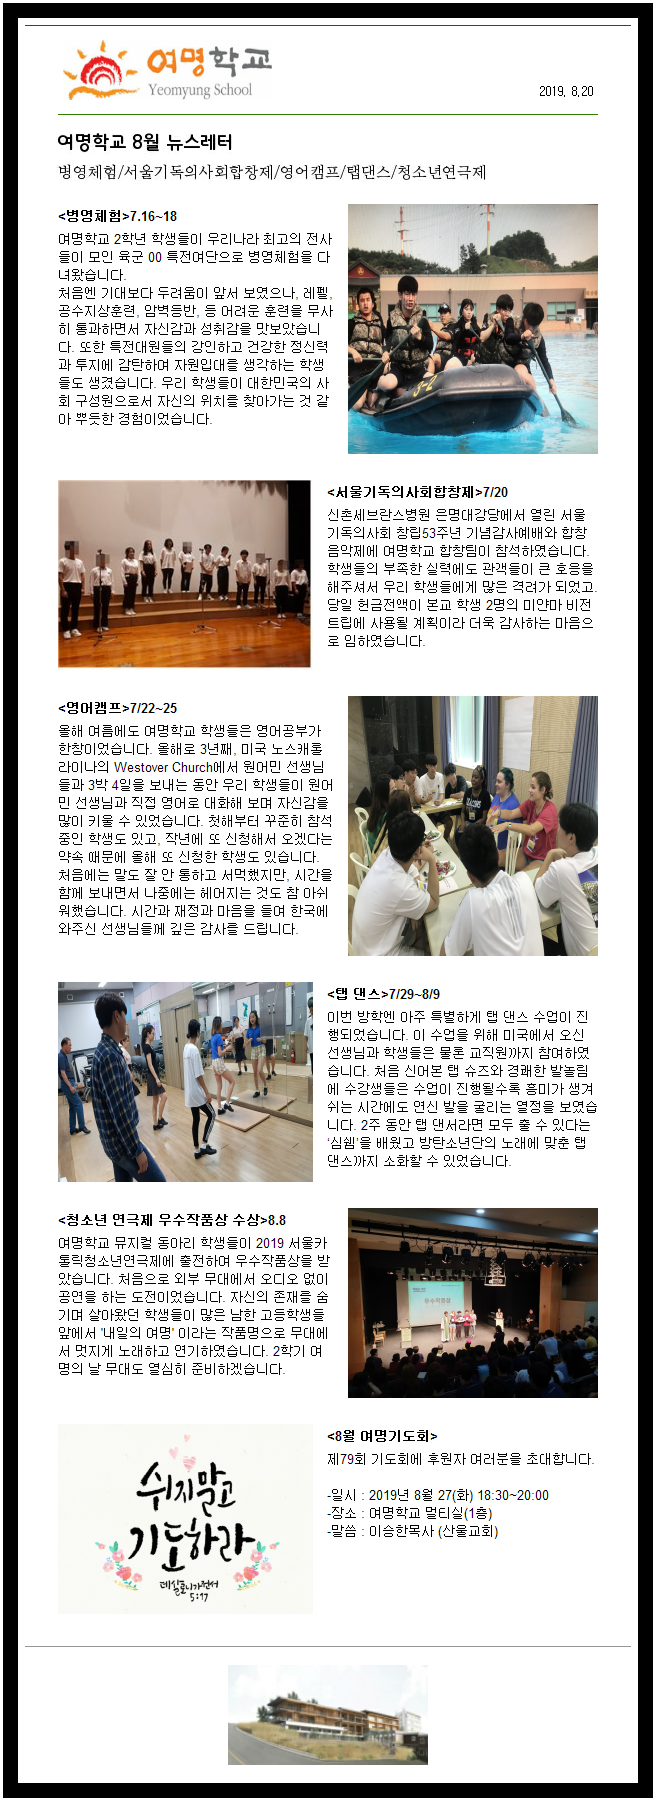 여명학교
Yeomyung School
2019. 8.20
여명학교 8월 뉴스레터
병영체험/서울기독의사회합창제/영어캠프/탭댄스/청소년연극제
<병영체험>7.16~18
여명학교 2학년 학생들이 우리나라 최고의 전사
들이 모인 육군 00 특전여단으로 병영체험을 다
녀왔습니다.
처음엔 기대보다 두려움이 앞서 보였으나, 레펠,
공수지상훈련, 암벽등반, 등 어려운 훈련을 무사
히 통과하면서 자신감과 성취감을 맛보았습니
다. 또한 특전대원들의 강인하고 건강한 정신력
과 투지에 감탄하며 자원입대를 생각하는 학생
들도 생겼습니다. 우리 학생들이 대한민국의 사
회 구성원으로서 자신의 위치를 찾아가는 것 같
아 뿌듯한 경험이었습니다.
<서울기독의사회합창제>7/20
신촌세브란스병원 은명대강당에서 열린 서울
기독의사회 창립53주년 기념감사예배와 합창
음악제에 여명학교 합창팀이 참석하였습니다.
학생들의 부족한 실력에도 관객들이 큰 호응을
해주셔서 우리 학생들에게 많은 격려가 되었고.
당일 헌금전액이 본교 학생 2명의 미얀마 비전
트립에 사용될 계획이라 더욱 감사하는 마음으
로 임하였습니다.
<영어캠프>7/22~25
올해 여름에도 여명학교 학생들은 영어공부가
한창이었습니다. 올해로 3년째, 미국 노스캐롤
라이나의 Westover Church에서 원어민 선생님
들과 3박 4일을 보내는 동안 우리 학생들이 원어
민 선생님과 직접 영어로 대화해 보며 자신감을
많이 키울 수 있었습니다. 첫해부터 꾸준히 참석
중인 학생도 있고, 작년에 또 신청해서 오겠다는
약속 때문에 올해 또 신청한 학생도 있습니다.
처음에는 말도 잘 안 통하고 서먹했지만, 시간을
함께 보내면서 나중에는 헤어지는 것도 참 아쉬
워했습니다. 시간과 재정과 마음을 들여 한국에
와주신 선생님들께 깊은 감사를 드립니다.
<탭 댄스>7/29~8/9
이번 방학엔 아주 특별하게 탭 댄스 수업이 진
행되었습니다. 이 수업을 위해 미국에서 오신
선생님과 학생들은 물론 교직원까지 참여하였
습니다. 처음 신어본 탭 슈즈와 경쾌한 발놀림
에 수강생들은 수업이 진행될수록 흥미가 생겨
쉬는 시간에도 연신 발을 굴리는 열정을 보였습
니다. 2주 동안 탭 댄서라면 모두 출 수 있다는
‘심쉠’을 배웠고 방탄소년단의 노래에 맞춘 탭
댄스까지 소화할 수 있었습니다.
<청소년 연극제 우수작품상 수상>8.8
여명학교 뮤지컬 동아리 학생들이 2019 서울카
톨릭청소년연극제에 출전하여 우수작품상을 받
았습니다. 처음으로 외부 무대에서 오디오 없이
공연을 하는 도전이었습니다. 자신의 존재를 숨
기며 살아왔던 학생들이 많은 남한 고등학생들
앞에서 '내일의 여명' 이라는 작품명으로 무대에
서 멋지게 노래하고 연기하였습니다. 2학기 여
명의 날 무대도 열심히 준비하겠습니다.
우수작품상
쉬지말고
기도하라
데살로니가전서
5:17
<8월 여명기도회>
제79회 기도회에 후원자 여러분을 초대합니다.
-일시 : 2019년 8월 27(화) 18:30~20:00
-장소 : 여명학교 멀티실(1층)
-말씀 : 이승한목사 (산울교회)